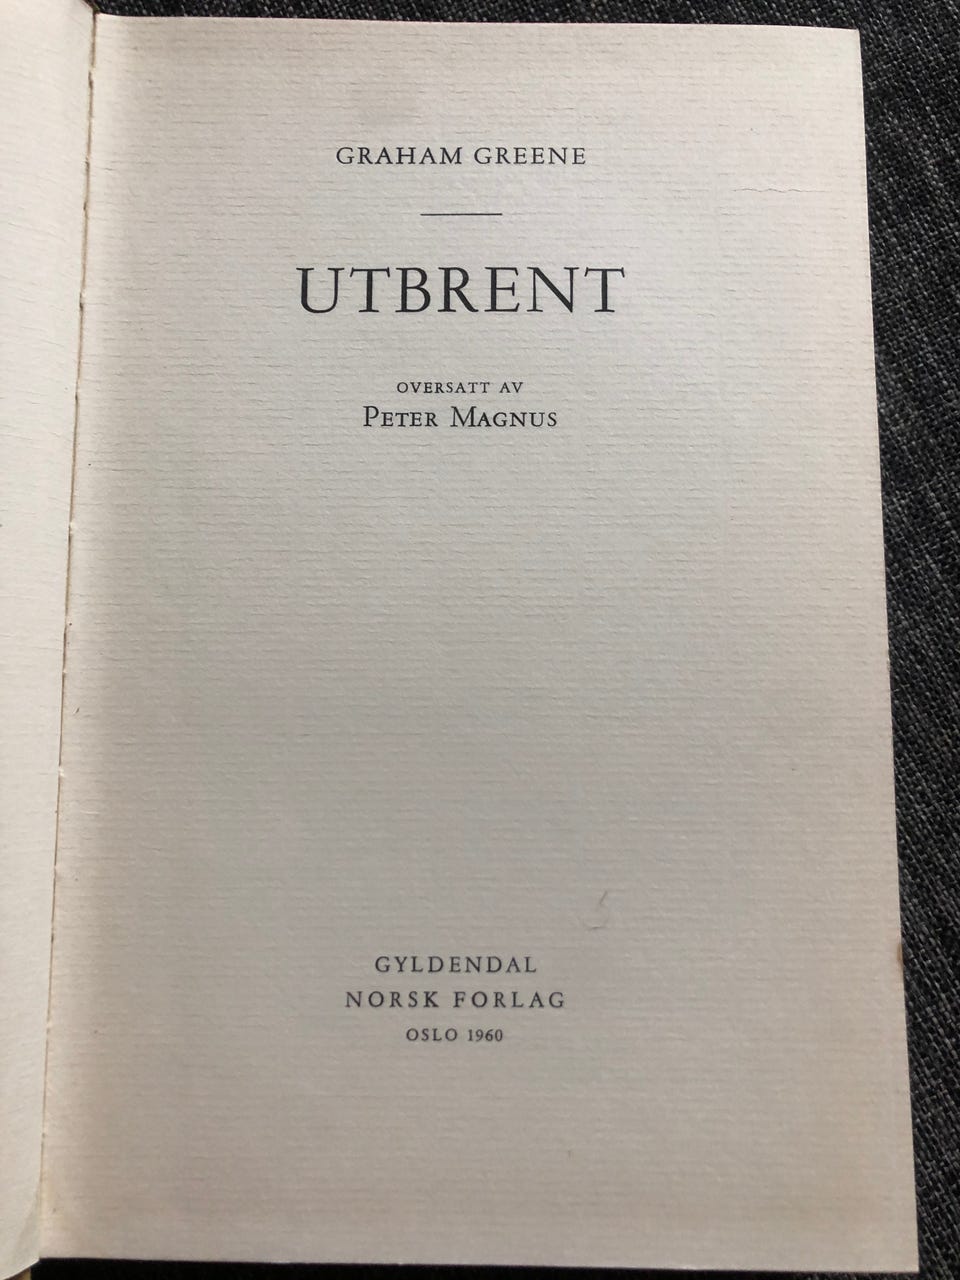 GRAHAM GREENE
UTBRENT
OVERSATT AV
PETER MAGNUS
GYLDENDAL
NORSK FORLAG
OSLO 1960